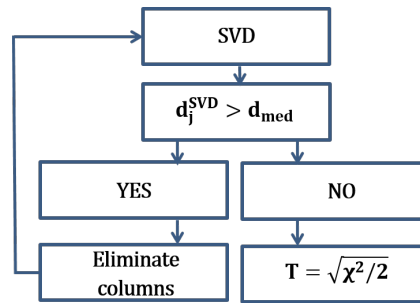 SVD
d_j^SVD > d_med
YES
NO
Eliminate
columns
T = √χ²/2